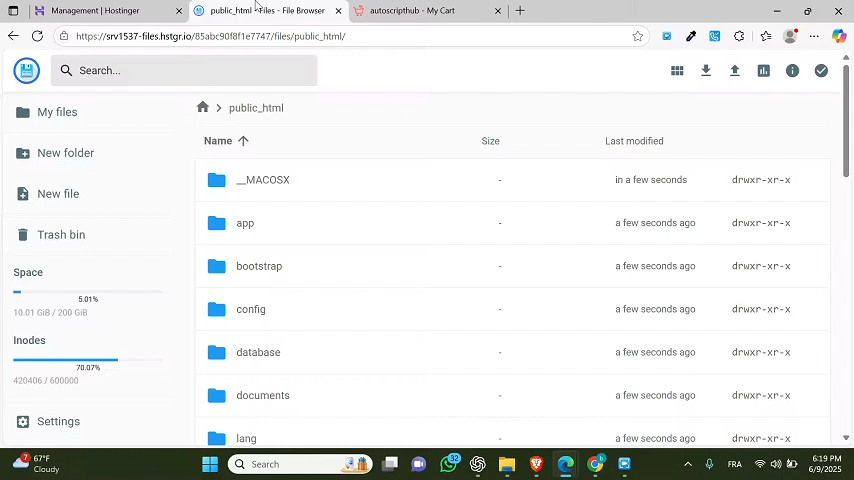 Management | Hostinger
public_html - Files - File Browser
autoscripthub - My Cart
https://srv1537-files.hstgr.io/85abc90f8f1e7747/files/public_html/
Search...
My files
New folder
New file
Trash bin
Space
5.01%
10.01 GiB / 200 GiB
Inodes
70.07%
420406 / 600000
Settings
public_html
Name Size Last modified
__MACOSX - in a few seconds drwxr-xr-x
app - a few seconds ago drwxr-xr-x
bootstrap - a few seconds ago drwxr-xr-x
config - a few seconds ago drwxr-xr-x
database - a few seconds ago drwxr-xr-x
documents - a few seconds ago drwxr-xr-x
lang - a few seconds ago drwxr-xr-x
7
67°F
Cloudy
Search
32
FRA
6:19 PM
6/9/2025